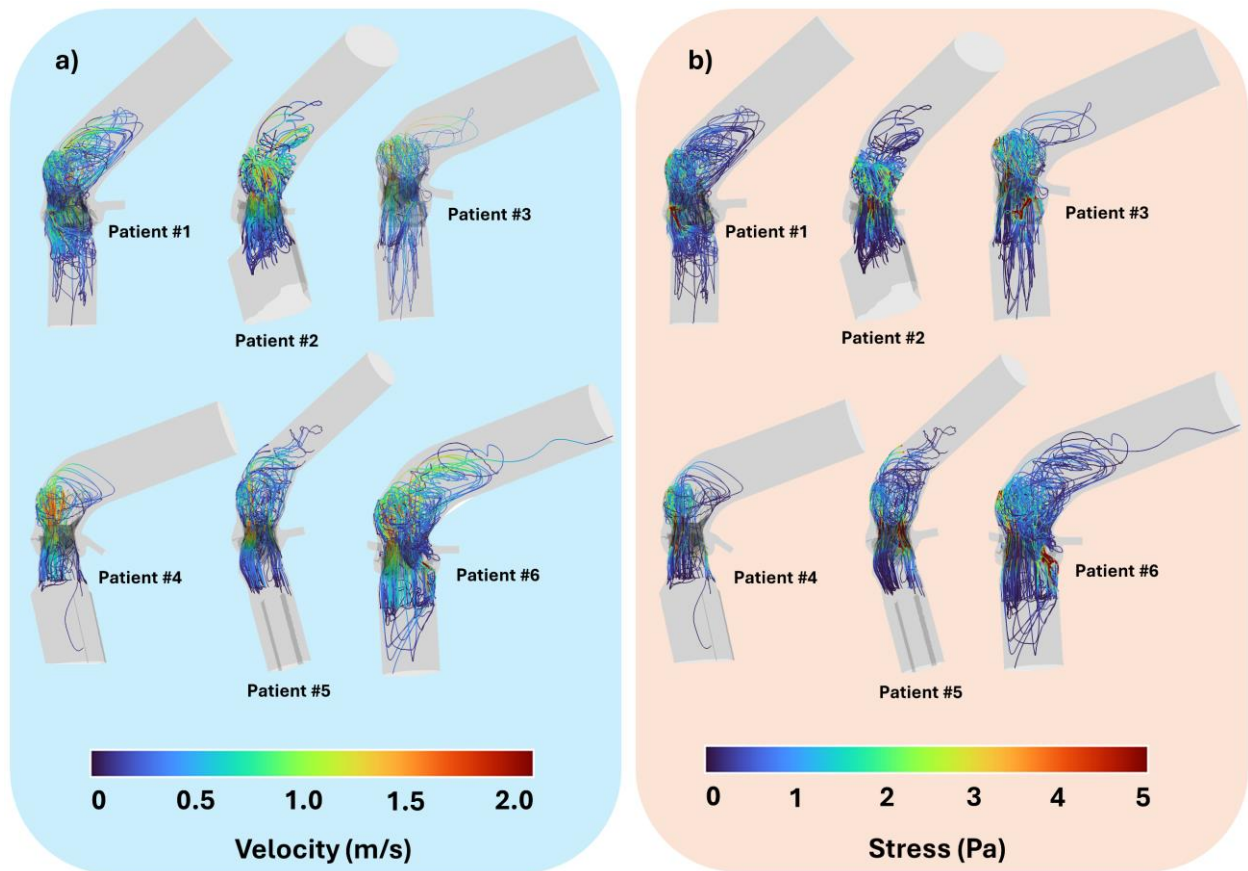 a)
Patient #1
Patient #2
Patient #3
Patient #4
Patient #5
Patient #6
0 0.5 1.0 1.5 2.0
Velocity (m/s)
b)
Patient #1
Patient #2
Patient #3
Patient #4
Patient #5
Patient #6
0 1 2 3 4 5
Stress (Pa)